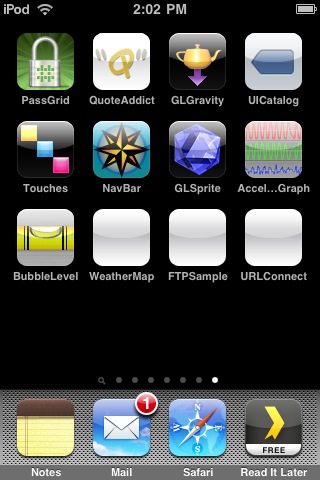 iPod 2:02 PM
PassGrid QuoteAddict GLGravity UICatalog
Touches NavBar GLSprite Accel...Graph
BubbleLevel WeatherMap FTPSample URLConnect
1
FREE
Notes Mail Safari Read It Later